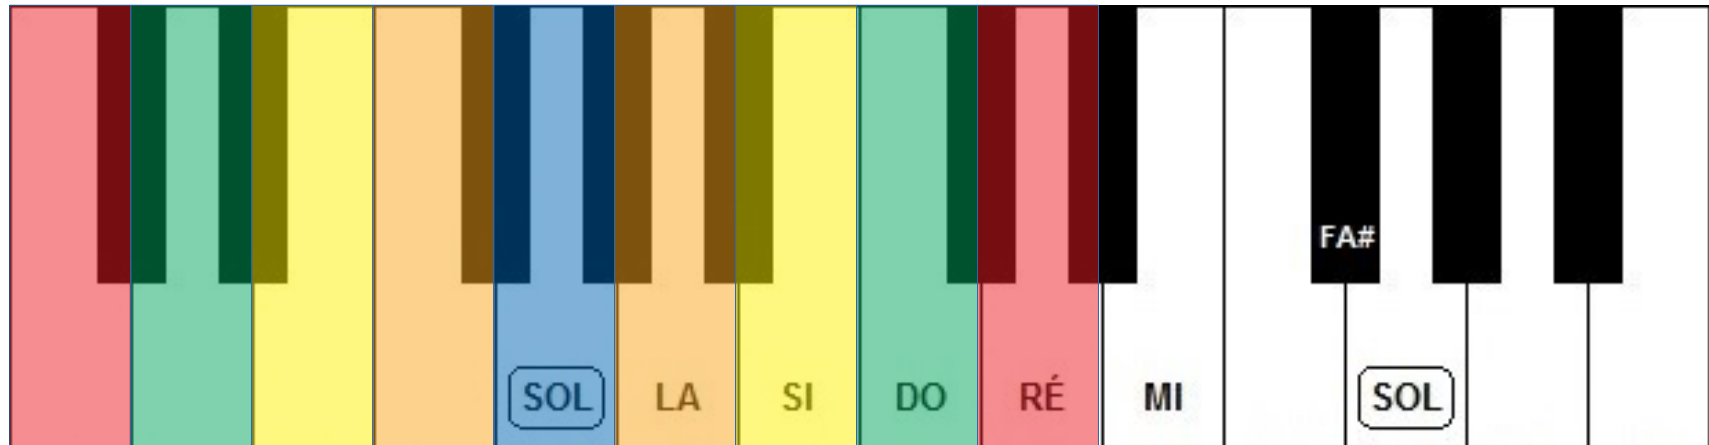 FA#
SOL LA SI DO RÉ MI SOL